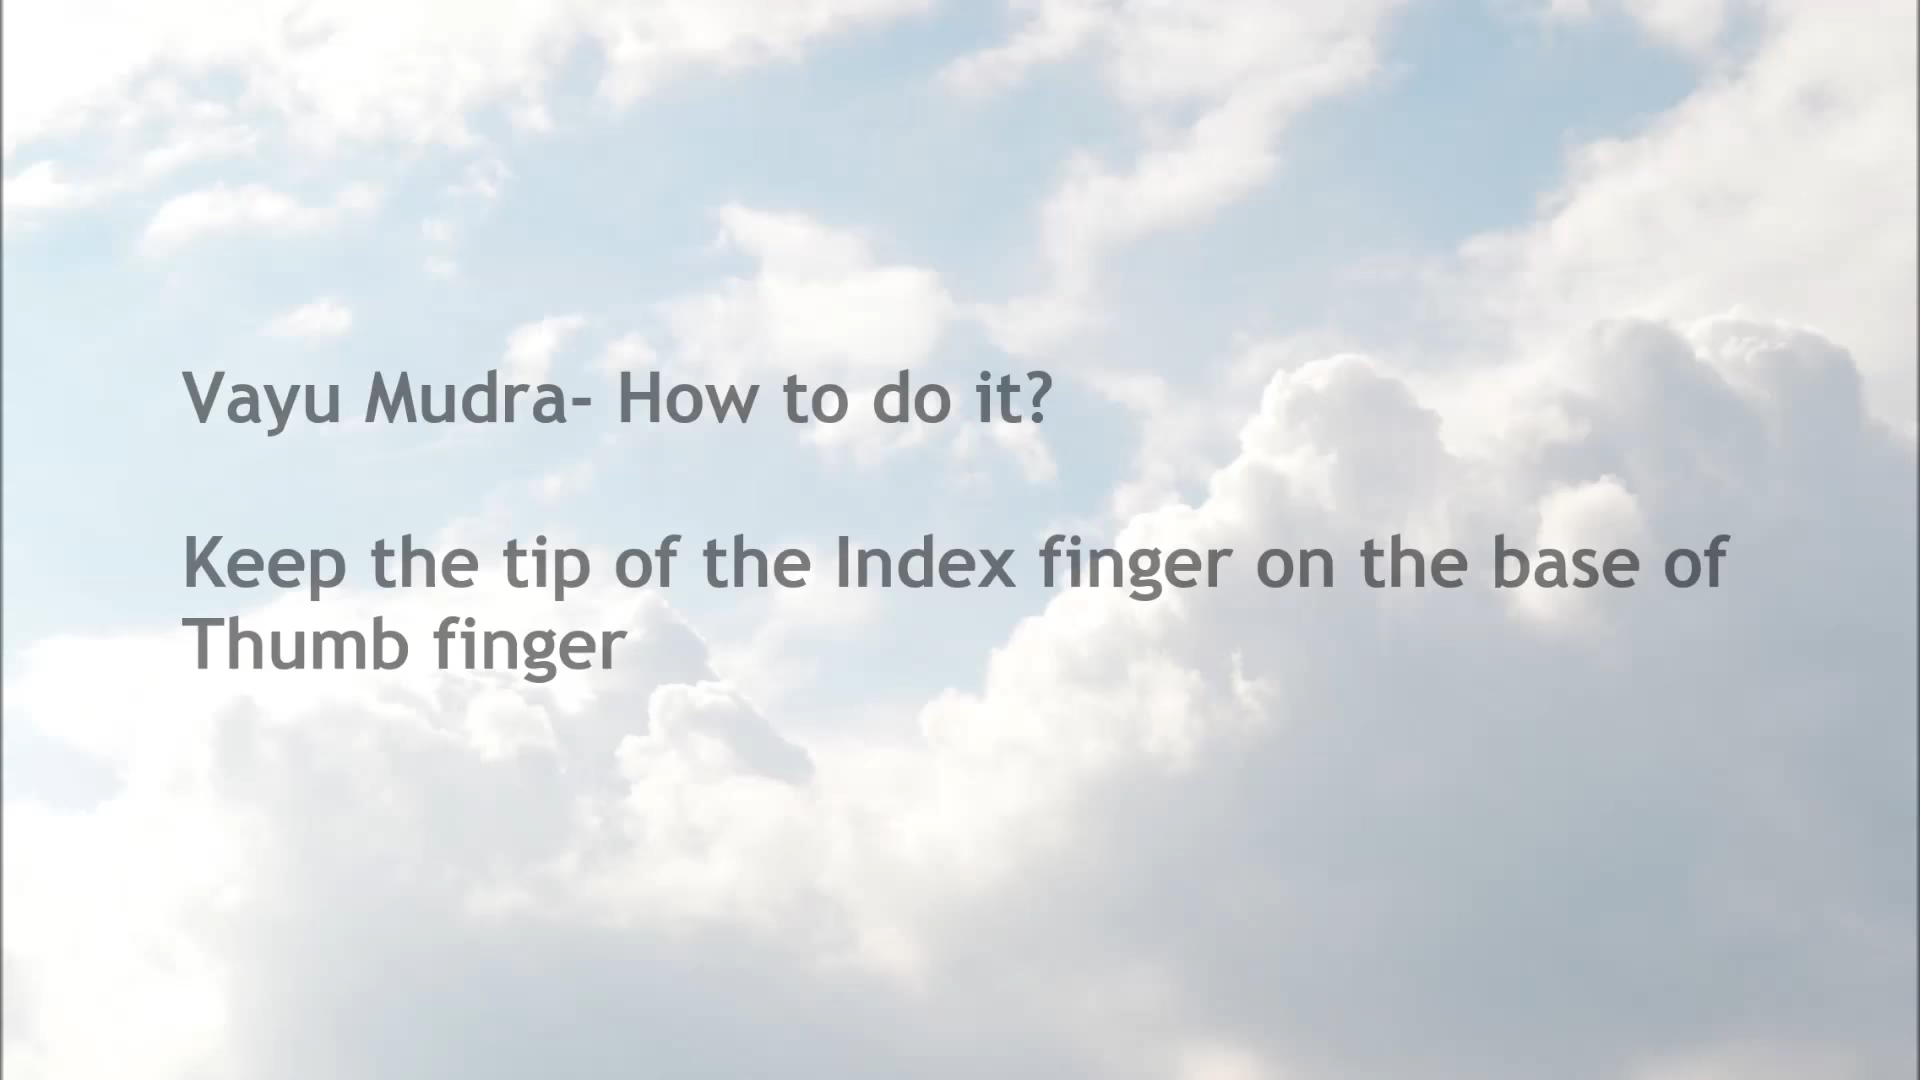 Vayu Mudra- How to do it?
Keep the tip of the Index finger on the base of
Thumb finger